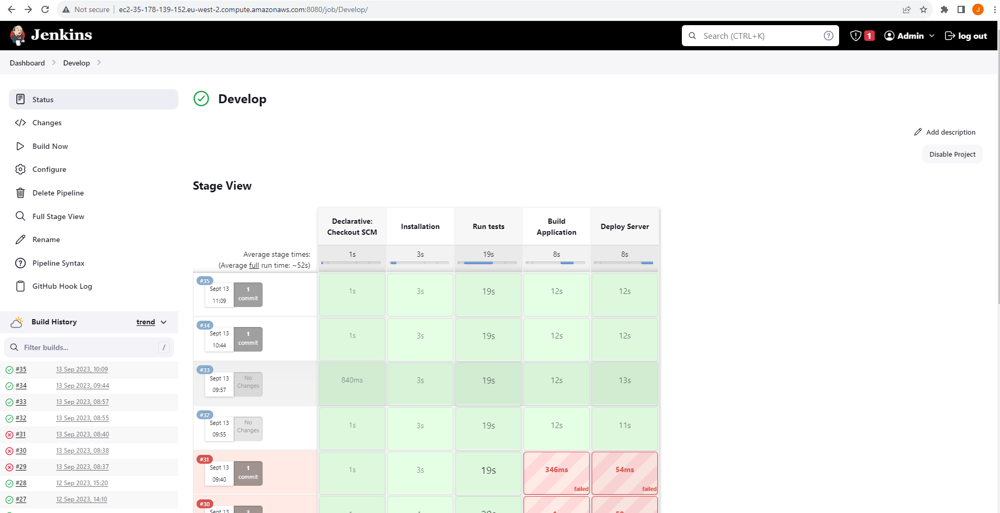 Not secure
ec2-35-178-139-152.eu-west-2.compute.amazonaws.com:8080/job/Develop/
J
Jenkins
Search (CTRL+K)
?
1
Admin
log out
Dashboard
Develop
Status
Changes
Build Now
Configure
Delete Pipeline
Full Stage View
Rename
Pipeline Syntax
GitHub Hook Log
Build History
trend
Filter builds...
/
#35 13 Sep 2023, 10:09
#34 13 Sep 2023, 09:44
#33 13 Sep 2023, 08:57
#32 13 Sep 2023, 08:55
#31 13 Sep 2023, 08:40
#30 13 Sep 2023, 08:38
#29 13 Sep 2023, 08:37
#28 12 Sep 2023, 15:20
#27 12 Sep 2023, 14:10
Develop
Add description
Disable Project
Stage View
Declarative:
Checkout SCM
Installation
Run tests
Build
Application
Deploy Server
Average stage times:
(Average full run time: ~52s)
1s 3s 19s 8s 8s
#35
Sept 13
11:09
1
commit
1s 3s 19s 12s 12s
#34
Sept 13
10:44
1
commit
1s 3s 19s 12s 12s
#33
Sept 13
09:57
No
Changes
840ms 3s 19s 12s 13s
#32
Sept 13
09:55
No
Changes
1s 3s 19s 12s 11s
#31
Sept 13
09:40
1
commit
1s 3s 19s 346ms 54ms
failed failed
#30
Sept 13